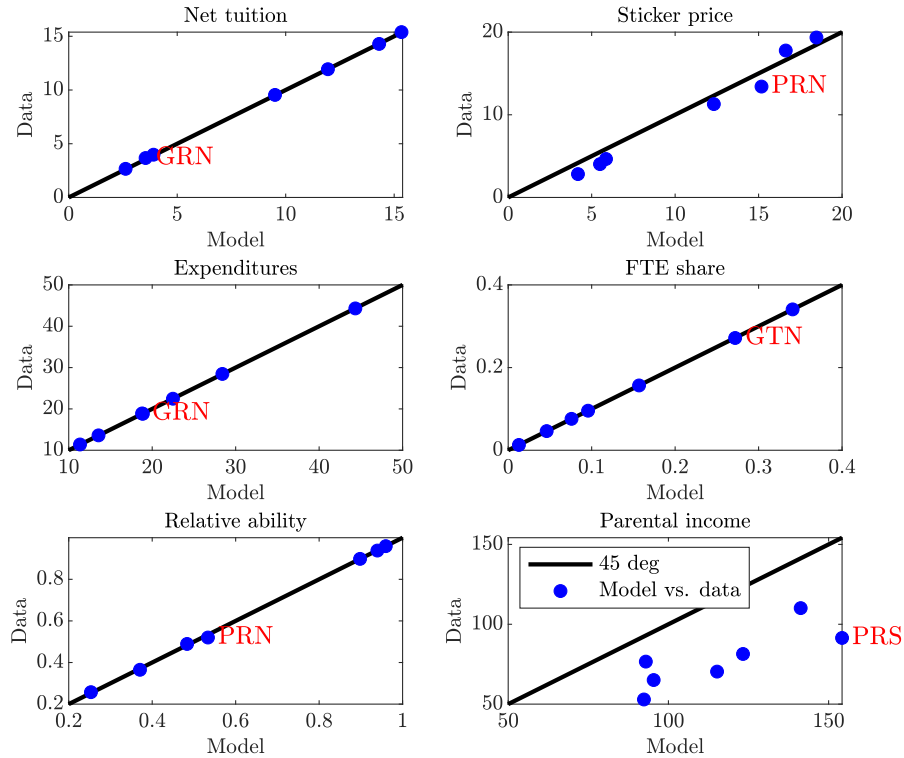 Net tuition
15
10
5
0
Data
GRN
0
5
10
15
Model
Sticker price
20
10
0
Data
PRN
0
5
10
15
20
Model
Expenditures
50
40
30
20
10
Data
GRN
10
20
30
40
50
Model
FTE share
0.4
0.2
0
Data
GTN
0
0.1
0.2
0.3
0.4
Model
Relative ability
0.8
0.6
0.4
0.2
Data
PRN
0.2
0.4
0.6
0.8
1
Model
Parental income
150
100
50
Data
45 deg
Model vs. data
PRS
50
100
150
Model